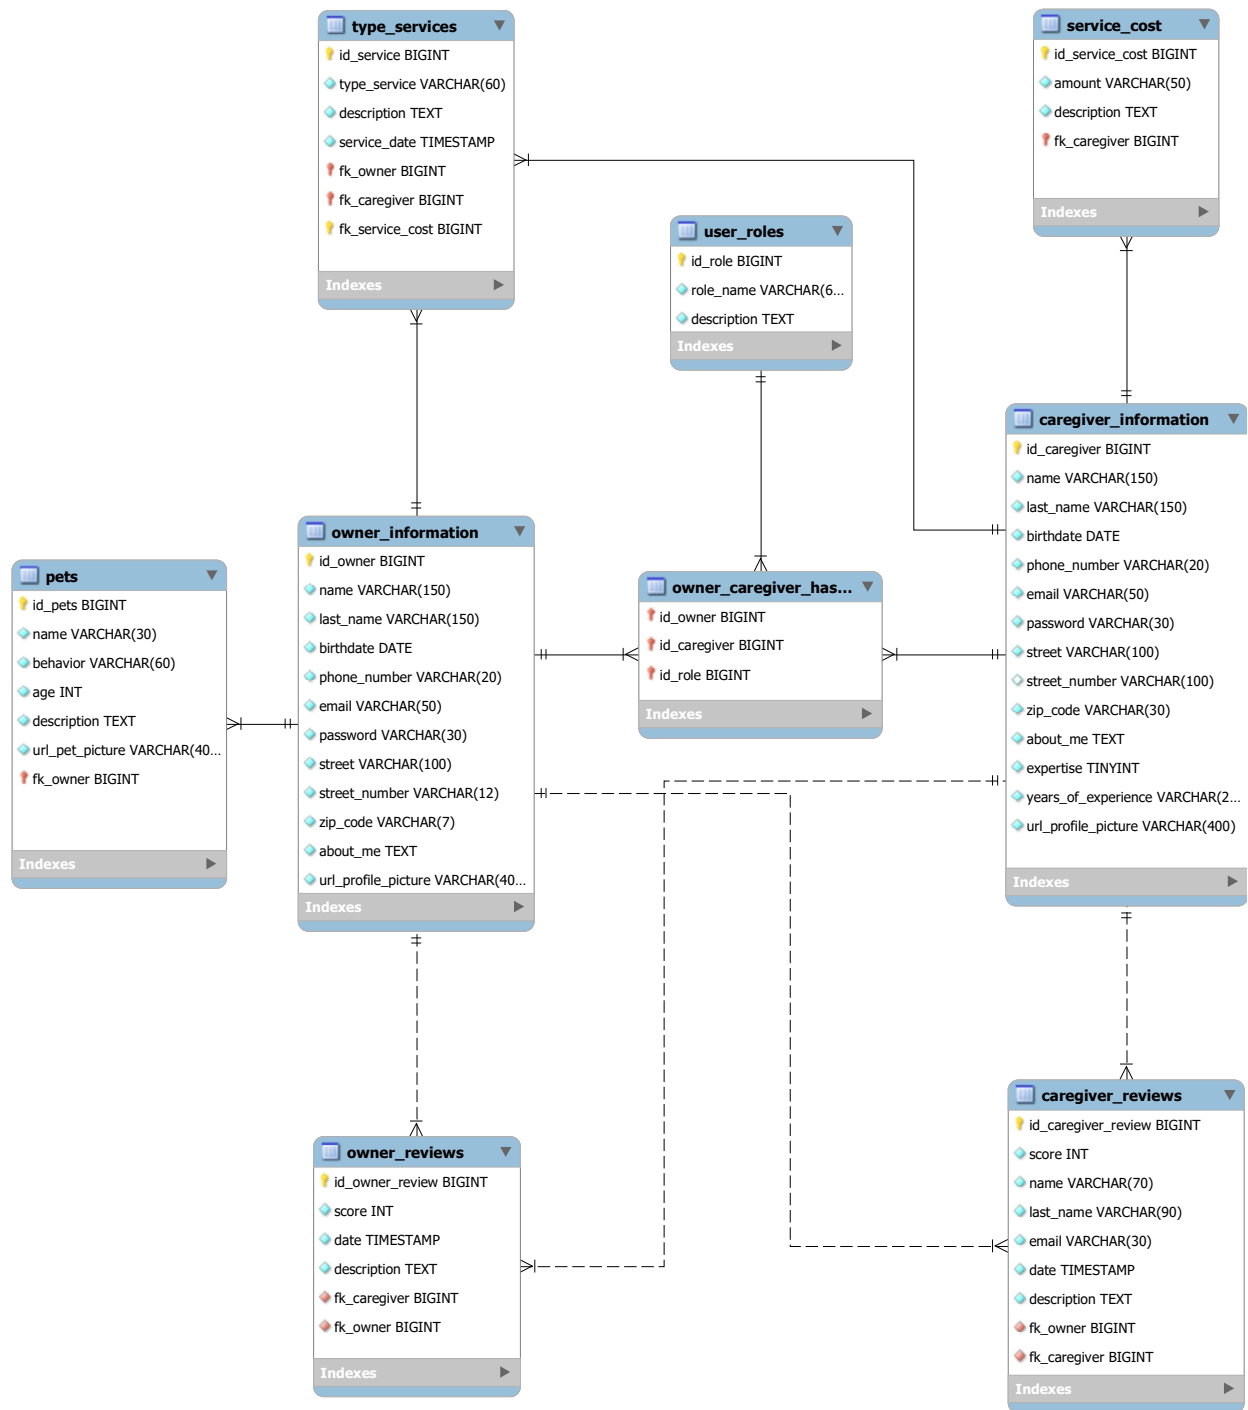 type_services
id_service BIGINT
type_service VARCHAR(60)
description TEXT
service_date TIMESTAMP
fk_owner BIGINT
fk_caregiver BIGINT
fk_service_cost BIGINT
Indexes
service_cost
id_service_cost BIGINT
amount VARCHAR(50)
description TEXT
fk_caregiver BIGINT
Indexes
user_roles
id_role BIGINT
role_name VARCHAR(6...
description TEXT
Indexes
caregiver_information
id_caregiver BIGINT
name VARCHAR(150)
last_name VARCHAR(150)
birthdate DATE
phone_number VARCHAR(20)
email VARCHAR(50)
password VARCHAR(30)
street VARCHAR(100)
street_number VARCHAR(100)
zip_code VARCHAR(30)
about_me TEXT
expertise TINYINT
years_of_experience VARCHAR(2...
url_profile_picture VARCHAR(400)
Indexes
owner_information
id_owner BIGINT
name VARCHAR(150)
last_name VARCHAR(150)
birthdate DATE
phone_number VARCHAR(20)
email VARCHAR(50)
password VARCHAR(30)
street VARCHAR(100)
street_number VARCHAR(12)
zip_code VARCHAR(7)
about_me TEXT
url_profile_picture VARCHAR(40...
Indexes
pets
id_pets BIGINT
name VARCHAR(30)
behavior VARCHAR(60)
age INT
description TEXT
url_pet_picture VARCHAR(40...
fk_owner BIGINT
Indexes
owner_caregiver_has...
id_owner BIGINT
id_caregiver BIGINT
id_role BIGINT
Indexes
owner_reviews
id_owner_review BIGINT
score INT
date TIMESTAMP
description TEXT
fk_caregiver BIGINT
fk_owner BIGINT
Indexes
caregiver_reviews
id_caregiver_review BIGINT
score INT
name VARCHAR(70)
last_name VARCHAR(90)
email VARCHAR(30)
date TIMESTAMP
description TEXT
fk_owner BIGINT
fk_caregiver BIGINT
Indexes